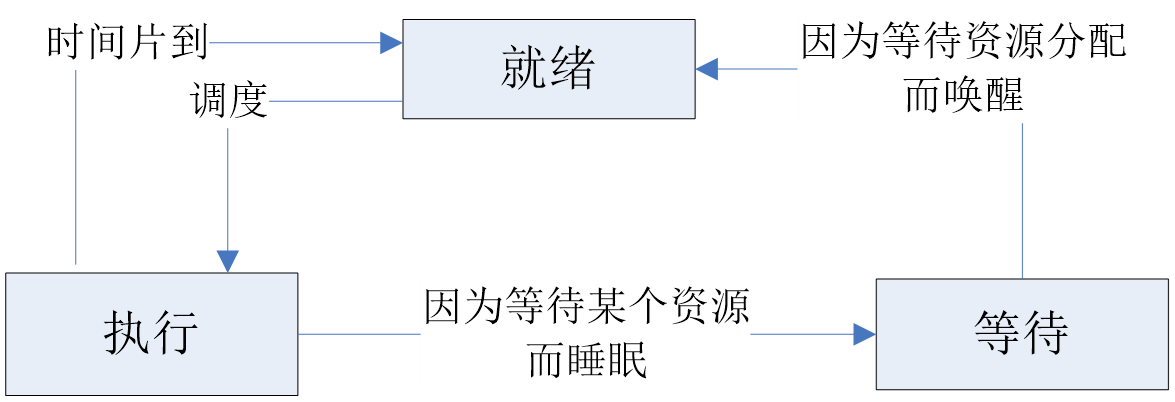 时间片到
就绪
因为等待资源分配
而唤醒
调度
执行
因为等待某个资源
而睡眠
等待